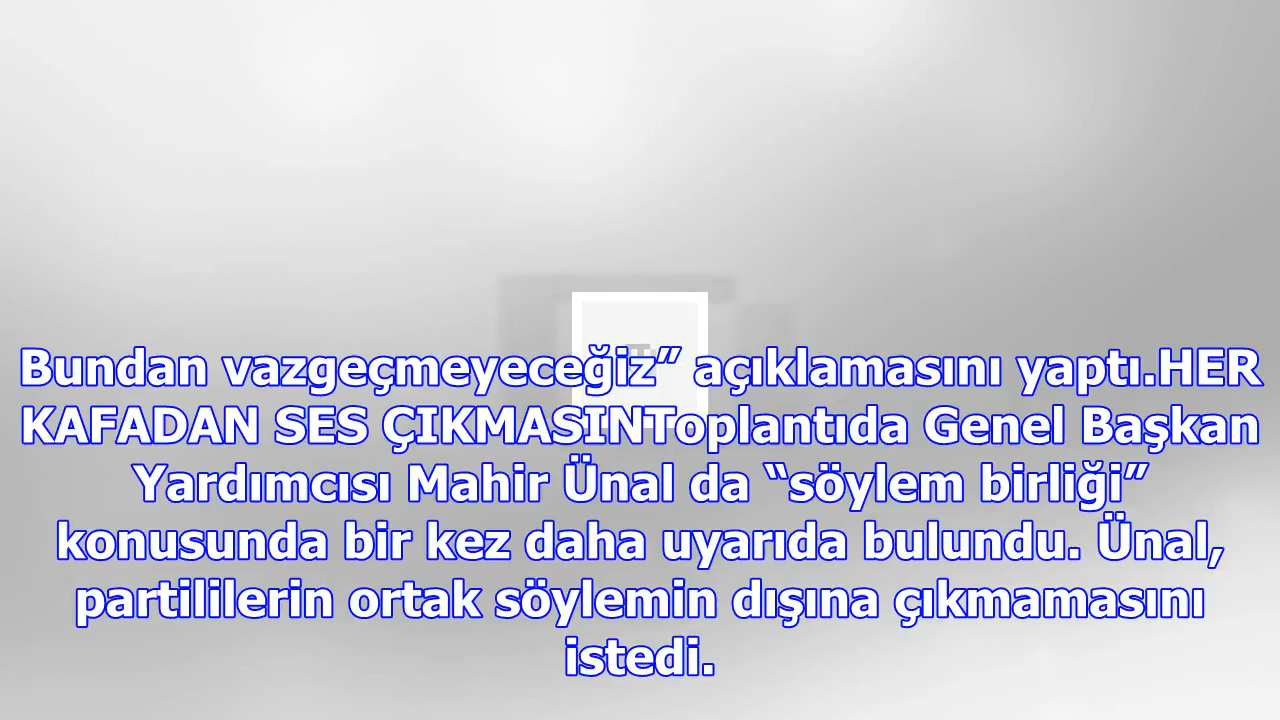 Bundan vazgeçmeyeceğiz” açıklamasını yaptı.HER
KAFADAN SES ÇIKMASINToplantıda Genel Başkan
Yardımcısı Mahir Ünal da “söylem birliği”
konusunda bir kez daha uyarıda bulundu. Ünal,
partililerin ortak söylemin dışına çıkmamasını
istedi.